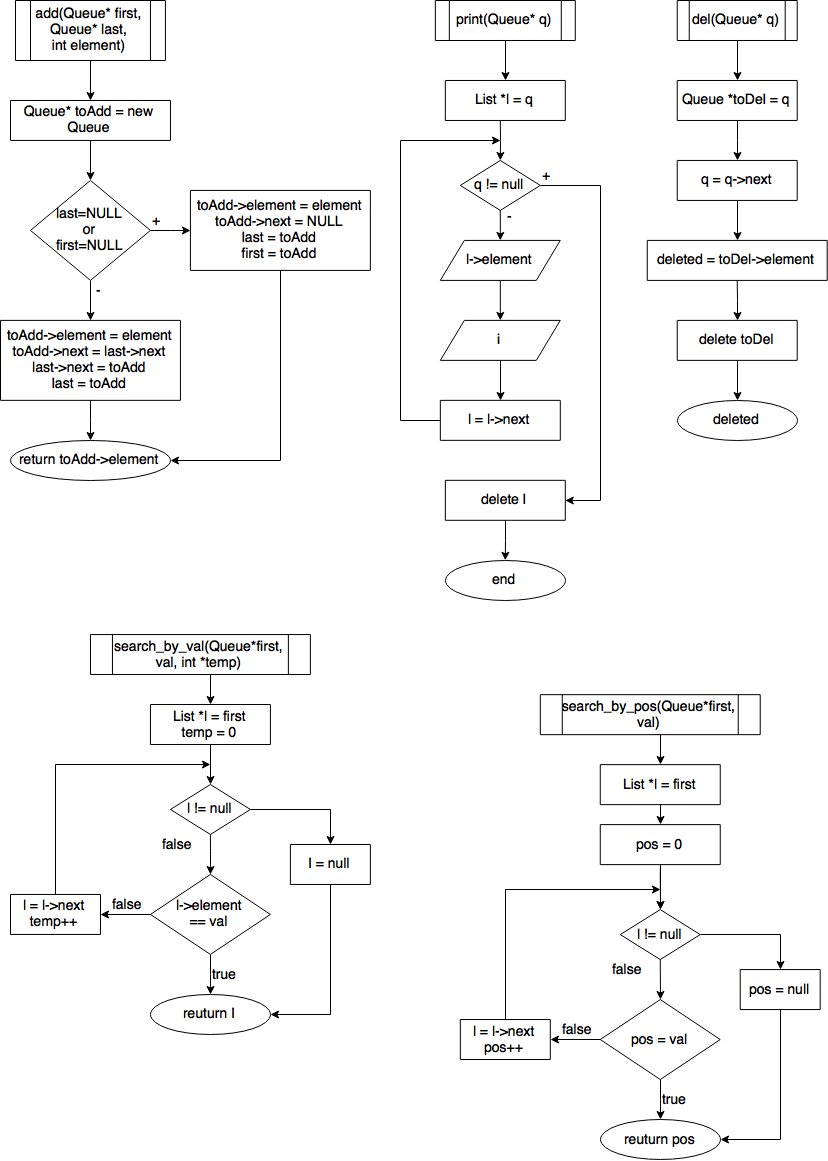 add(Queue* first,
Queue* last,
int element)
Queue* toAdd = new
Queue
last=NULL
or
first=NULL
+
-
toAdd->element = element
toAdd->next = NULL
last = toAdd
first = toAdd
toAdd->element = element
toAdd->next = last->next
last->next = toAdd
last = toAdd
return toAdd->element
print(Queue* q)
List *l = q
q != null
+
-
l->element
i
l = l->next
delete l
end
del(Queue* q)
Queue *toDel = q
q = q->next
deleted = toDel->element
delete toDel
deleted
search_by_val(Queue*first,
val, int *temp)
List *l = first
temp = 0
l != null
false
l = null
l->element
== val
false
l = l->next
temp++
true
reuturn l
search_by_pos(Queue*first,
val)
List *l = first
pos = 0
l != null
false
pos = null
pos = val
false
l = l->next
pos++
true
reuturn pos